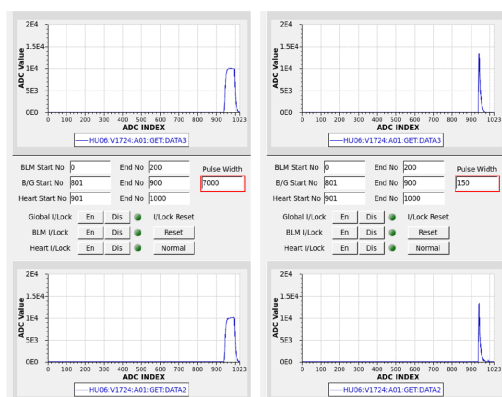 2E4
1.5E4
1E4
5E3
0E0
ADC Value
0 100 200 300 400 500 600 700 800 900 1023
ADC INDEX
HU06:V1724:A01:GET:DATA3
BLM Start No 0 End No 200 Pulse Width
B/G Start No 801 End No 900 7000
Heart Start No 901 End No 1000
Global I/Lock En Dis I/Lock Reset
BLM I/Lock En Dis Reset
Heart I/Lock En Dis Normal
2E4
1.5E4
1E4
5E3
0E0
ADC Value
0 100 200 300 400 500 600 700 800 900 1023
ADC INDEX
HU06:V1724:A01:GET:DATA2
2E4
1.5E4
1E4
5E3
0E0
ADC Value
0 100 200 300 400 500 600 700 800 900 1023
ADC INDEX
HU06:V1724:A01:GET:DATA3
BLM Start No 0 End No 200 Pulse Width
B/G Start No 801 End No 900 150
Heart Start No 901 End No 1000
Global I/Lock En Dis I/Lock Reset
BLM I/Lock En Dis Reset
Heart I/Lock En Dis Normal
2E4
1.5E4
1E4
5E3
0E0
ADC Value
0 100 200 300 400 500 600 700 800 900 1023
ADC INDEX
HU06:V1724:A01:GET:DATA2